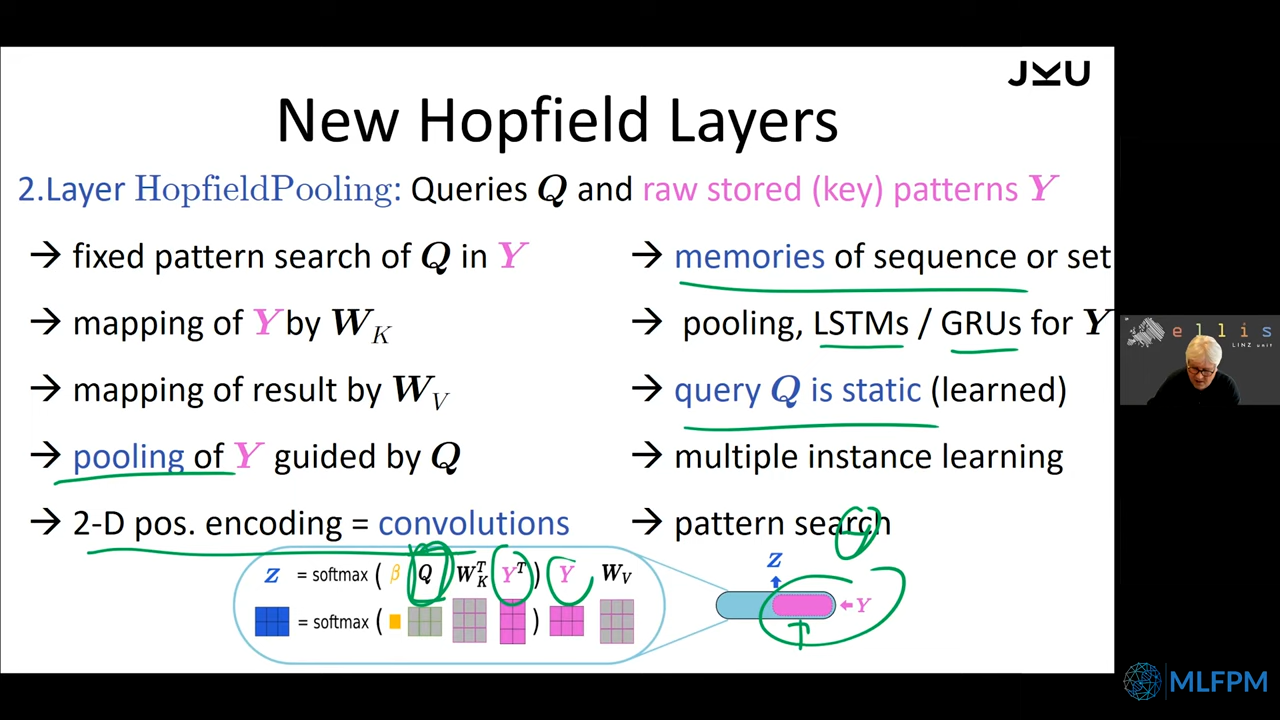 JKU
New Hopfield Layers
2.Layer HopfieldPooling: Queries Q and raw stored (key) patterns Y
→ fixed pattern search of Q in Y
→ mapping of Y by W_K
→ mapping of result by W_V
→ pooling of Y guided by Q
→ 2-D pos. encoding = convolutions
→ memories of sequence or set
→ pooling, LSTMs / GRUs for Y
→ query Q is static (learned)
→ multiple instance learning
→ pattern search
Z = softmax ( β Q W_K^T Y^T ) Y W_V
= softmax ( )
Z
Y
ellis
LINZ unit
MLFPM